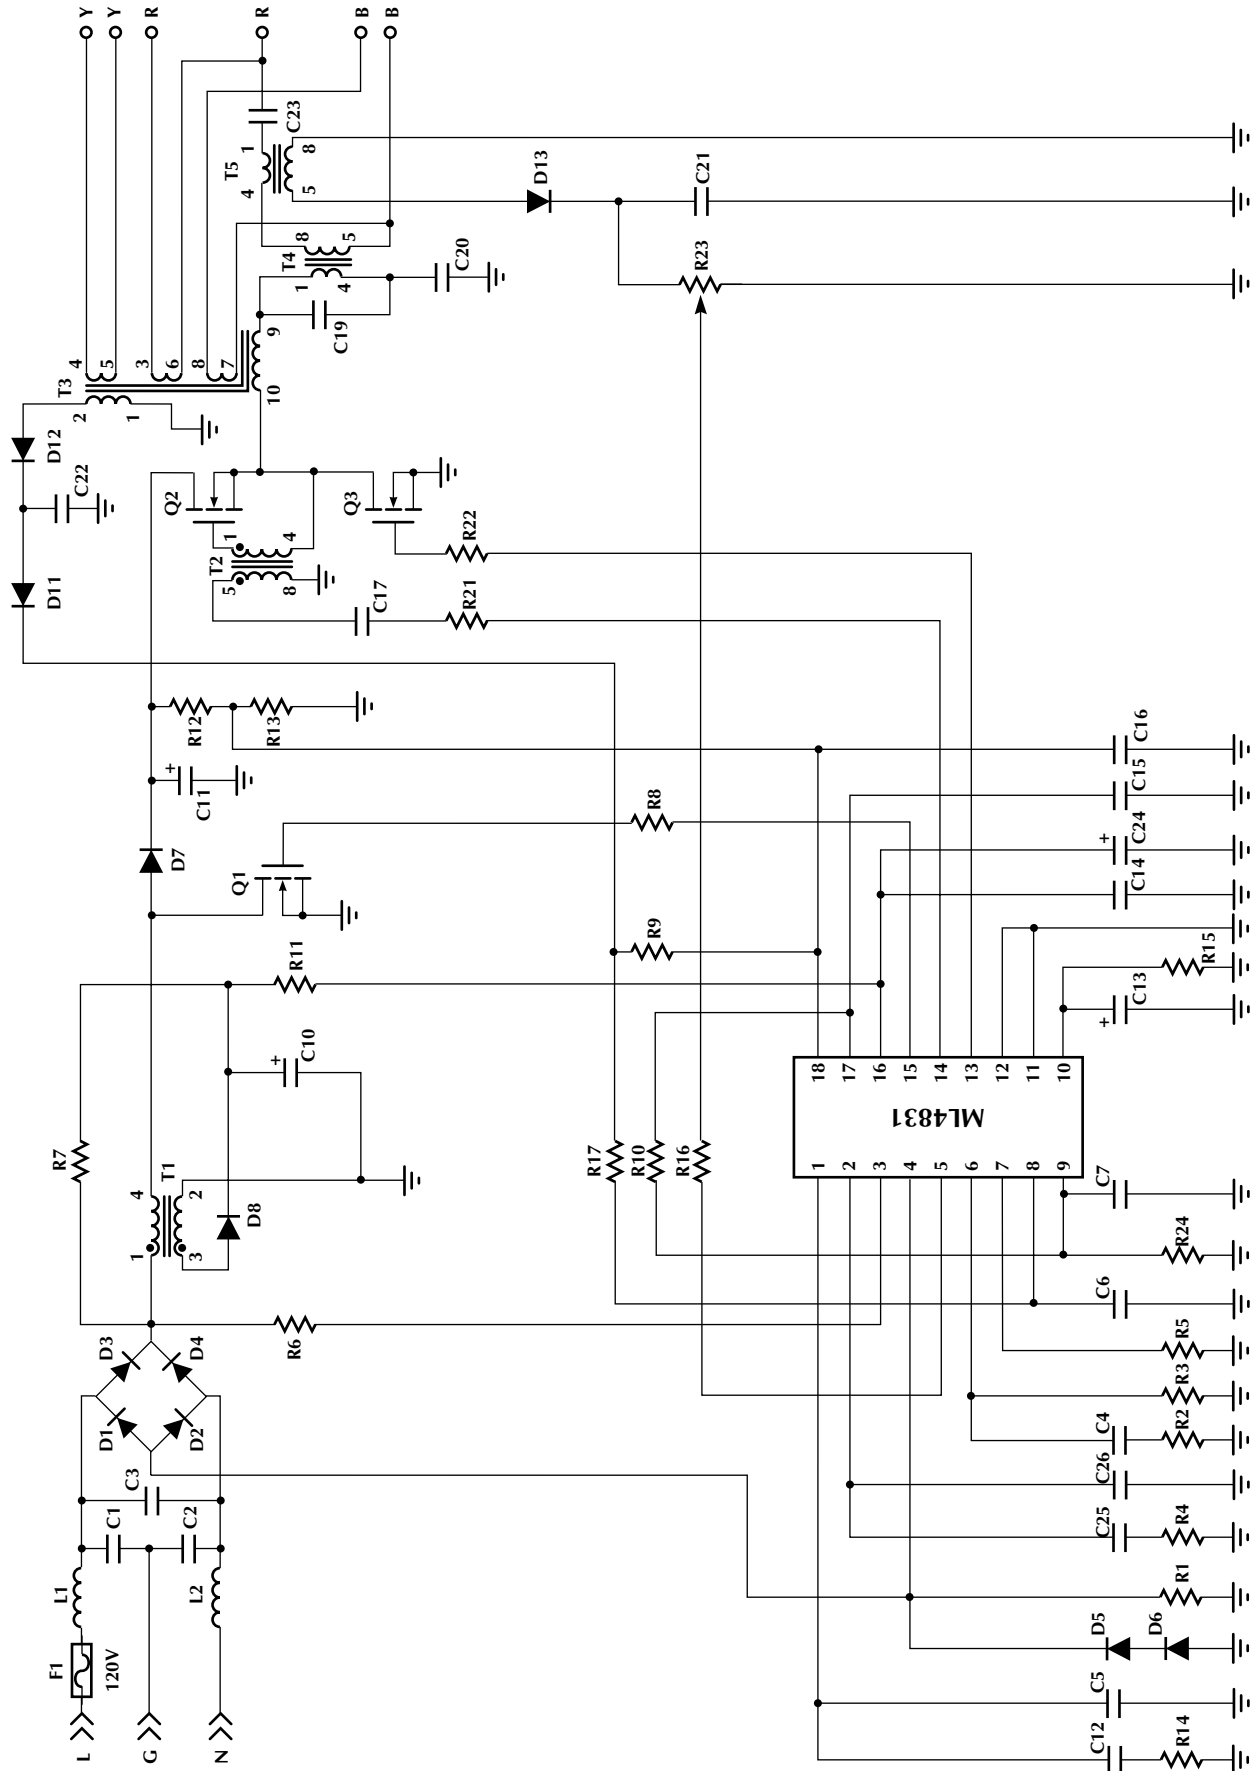 L
G
N
F1
120V
L1
L2
C1
C2
C3
D1
D2
D3
D4
R6
R7
T1
1
4
3
2
D8
C10
+
R11
Q1
D7
C11
+
R12
R13
R8
R9
D11
C22
D12
T2
5
8
1
4
C17
R21
R22
Q2
Q3
T3
2
1
4
5
3
6
8
7
10
9
C19
T4
1
4
8
5
C20
T5
4
1
5
8
C23
Y
Y
R
R
B
B
D13
C21
R23
R17
R10
R16
ML4831
1
2
3
4
5
6
7
8
9
18
17
16
15
14
13
12
11
10
C12
R14
C5
D5
D6
R1
C25
R4
C26
C4
R2
R3
R5
C6
R24
C7
C13
+
R15
C14
C24
+
C15
C16